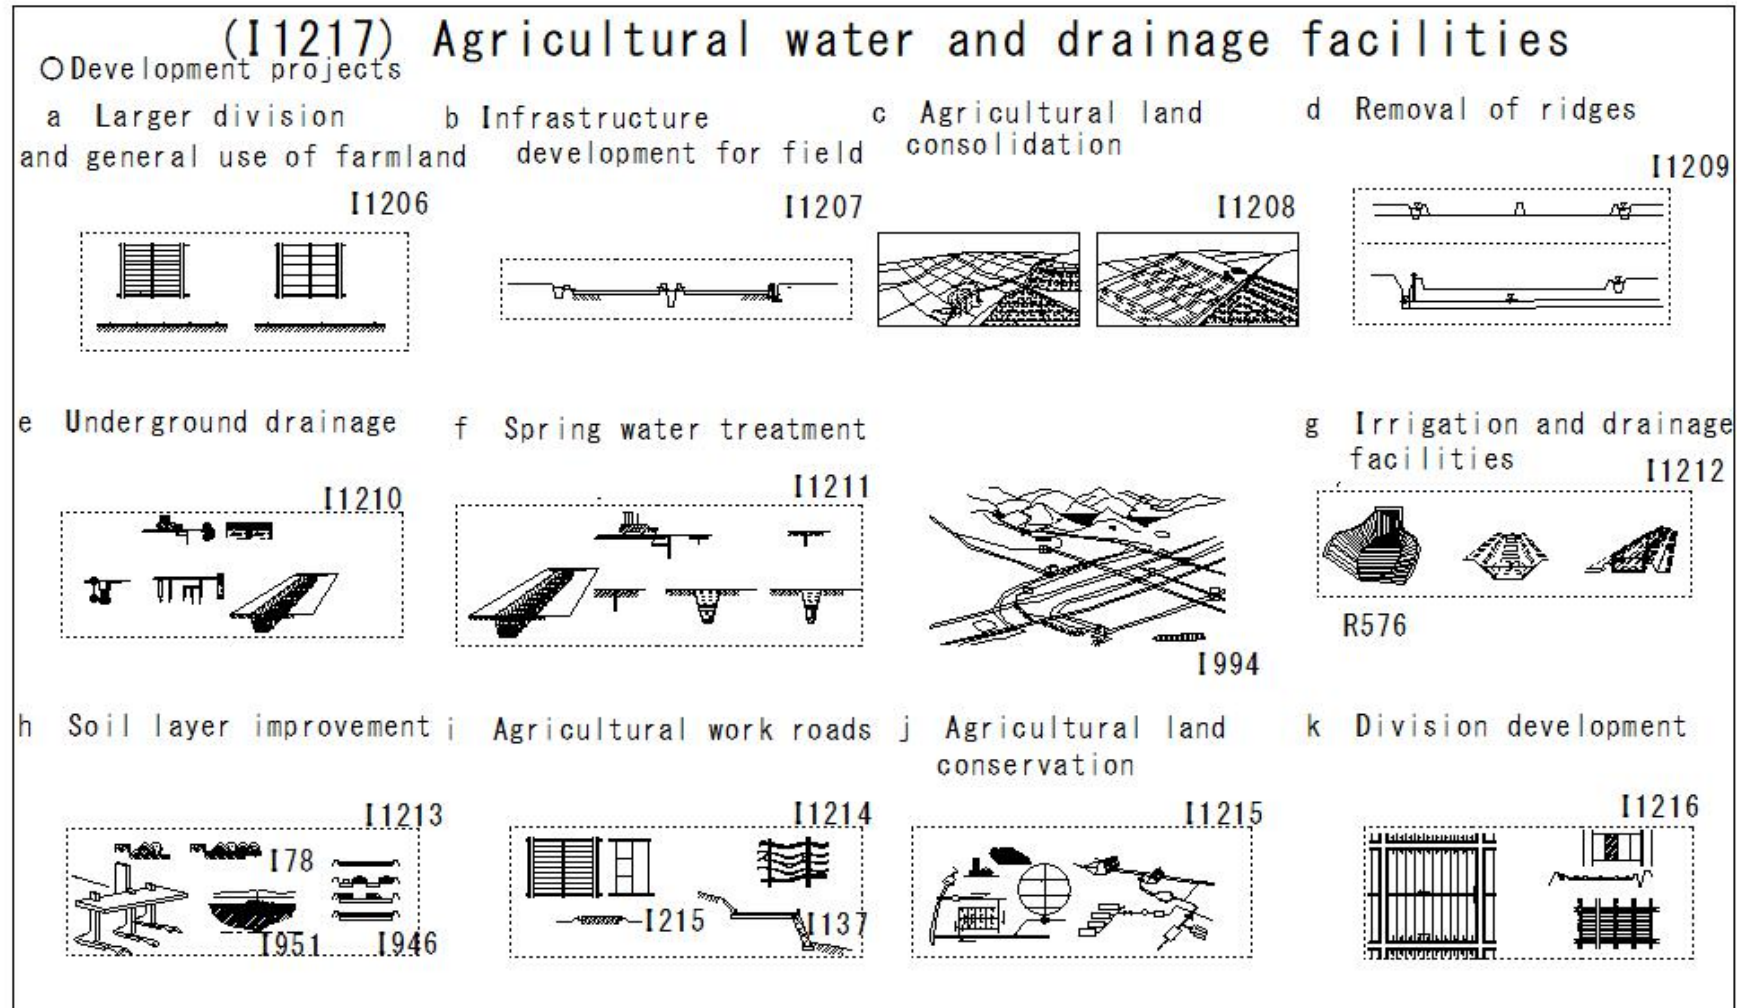 (I1217) Agricultural water and drainage facilities
○Development projects
a Larger division
and general use of farmland
I1206
b Infrastructure
development for field
I1207
c Agricultural land
consolidation
I1208
d Removal of ridges
I1209
e Underground drainage
I1210
f Spring water treatment
I1211
I994
g Irrigation and drainage
facilities
I1212
R576
h Soil layer improvement
I1213
I78
I951
I946
i Agricultural work roads
I1214
I215
I137
j Agricultural land
conservation
I1215
k Division development
I1216